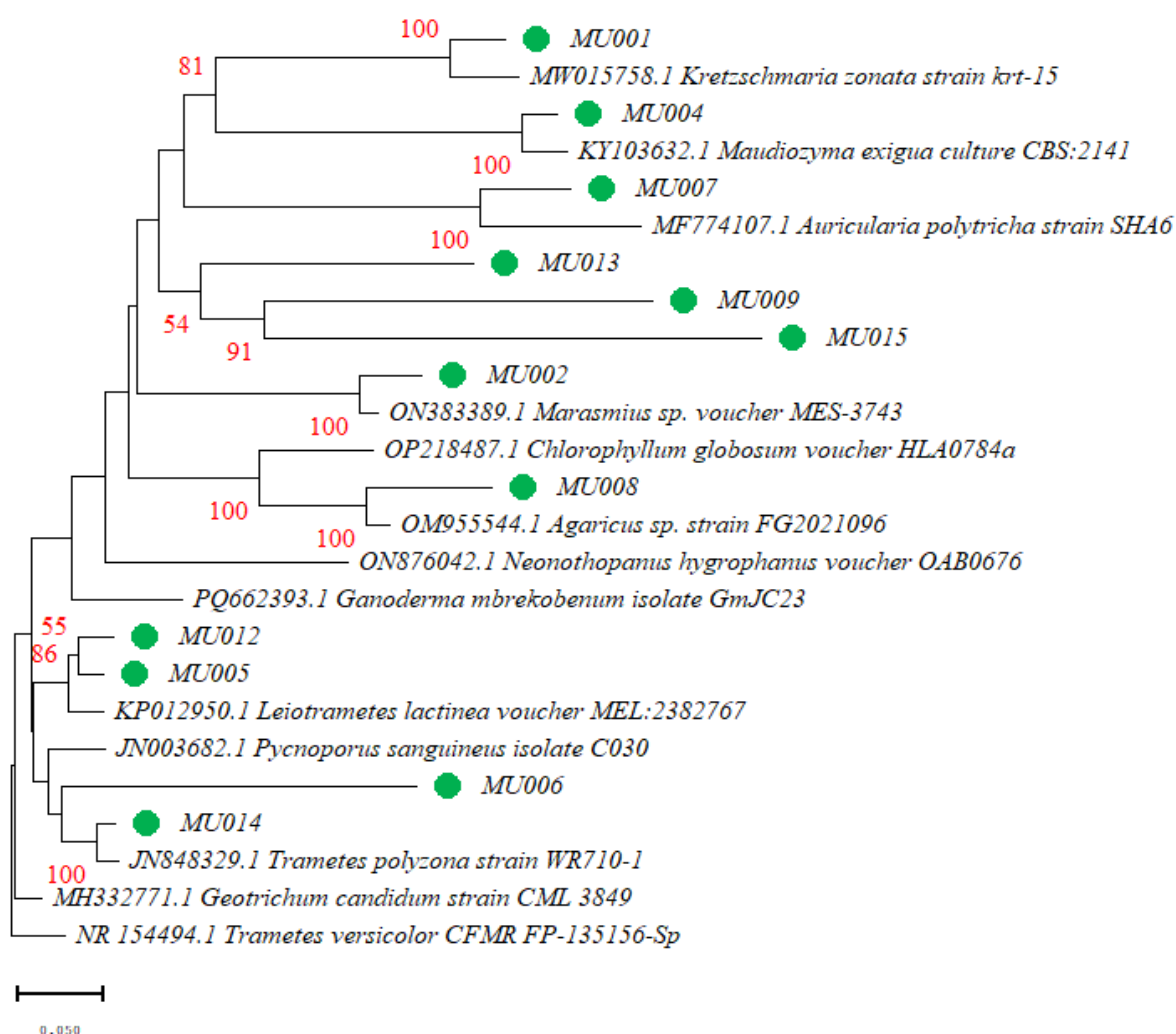 100
MU001
81
MW015758.1 Kretzschmaria zonata strain krt-15
MU004
KY103632.1 Maudiozyma exigua culture CBS:2141
100
MU007
MF774107.1 Auricularia polytricha strain SHA6
100
MU013
MU009
54
MU015
91
MU002
ON383389.1 Marasmius sp. voucher MES-3743
100
OP218487.1 Chlorophyllum globosum voucher HLA0784a
MU008
100
OM955544.1 Agaricus sp. strain FG2021096
100
ON876042.1 Neonothopanus hygrophanus voucher OAB0676
PQ662393.1 Ganoderma mbrekobenum isolate GmJC23
55
MU012
86
MU005
KP012950.1 Leiotrametes lactinea voucher MEL:2382767
JN003682.1 Pycnoporus sanguineus isolate C030
MU006
MU014
JN848329.1 Trametes polyzona strain WR710-1
100
MH332771.1 Geotrichum candidum strain CML 3849
NR 154494.1 Trametes versicolor CFMR FP-135156-Sp
0.050